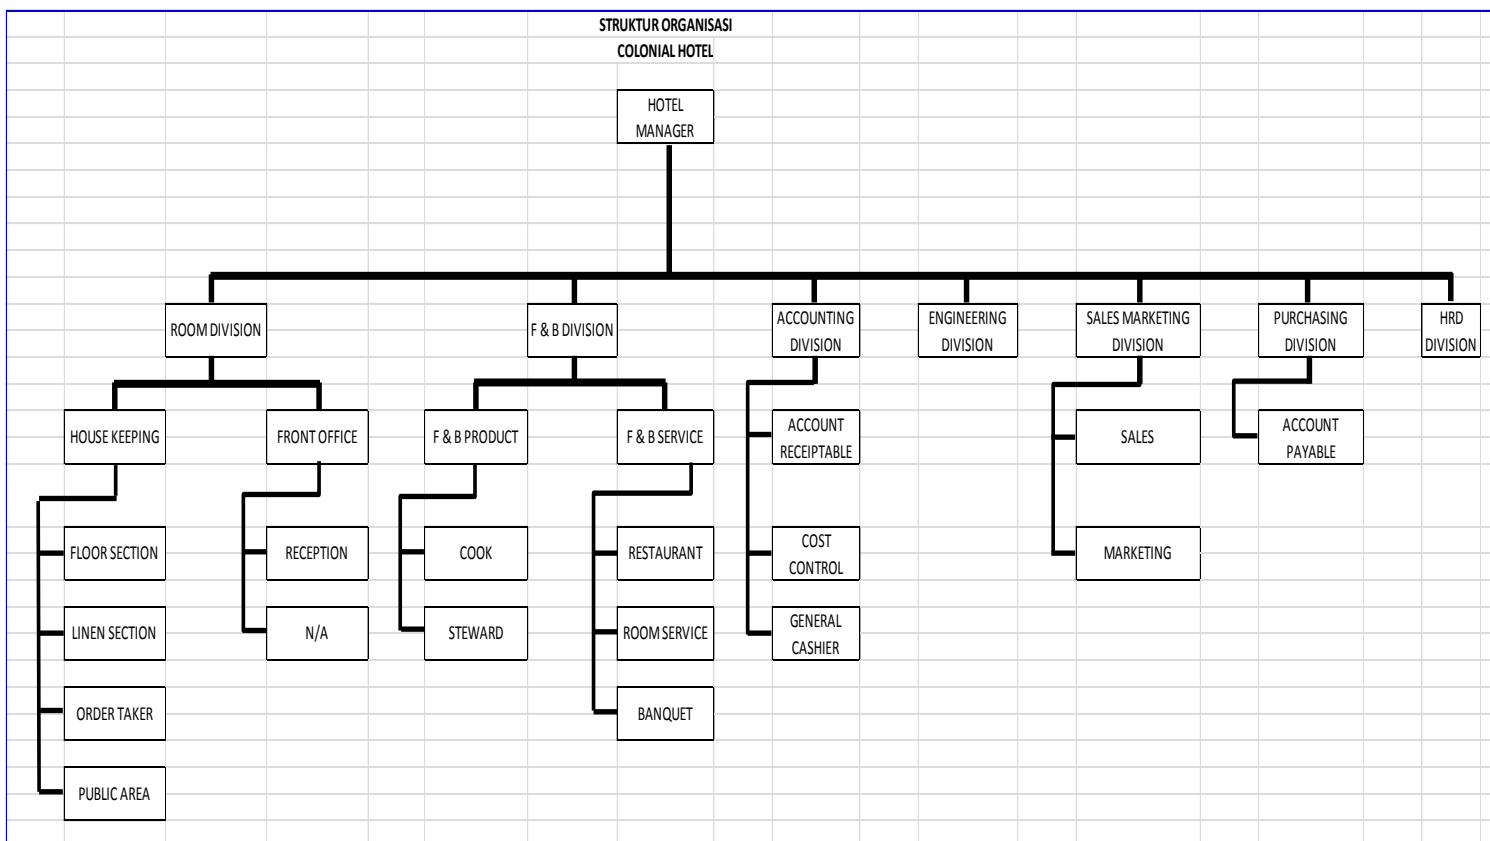 STRUKTUR ORGANISASI
COLONIAL HOTEL
HOTEL
MANAGER
ROOM DIVISION
F & B DIVISION
ACCOUNTING
DIVISION
ENGINEERING
DIVISION
SALES MARKETING
DIVISION
PURCHASING
DIVISION
HRD
DIVISION
HOUSE KEEPING
FRONT OFFICE
F & B PRODUCT
F & B SERVICE
ACCOUNT
RECEIPTABLE
SALES
ACCOUNT
PAYABLE
FLOOR SECTION
RECEPTION
COOK
RESTAURANT
COST
CONTROL
MARKETING
LINEN SECTION
N/A
STEWARD
ROOM SERVICE
GENERAL
CASHIER
ORDER TAKER
BANQUET
PUBLIC AREA